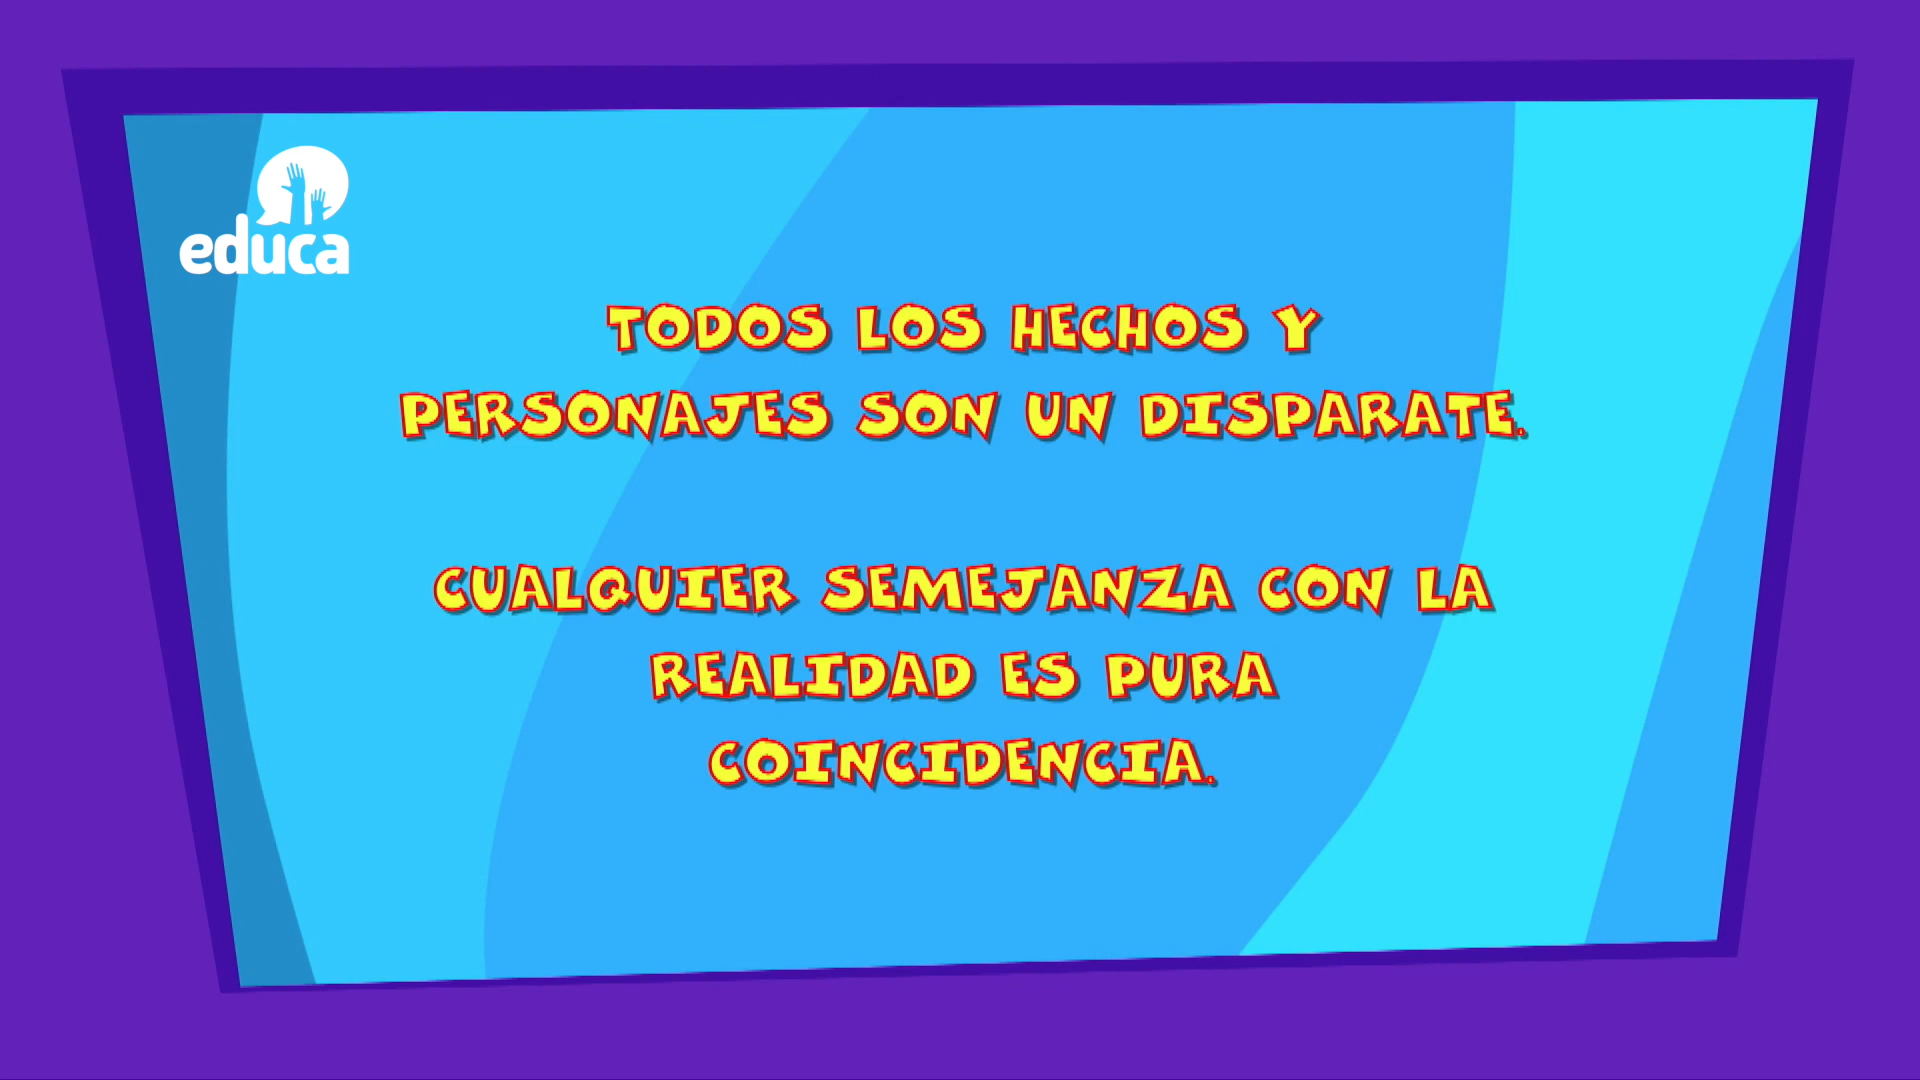 educa
TODOS LOS HECHOS Y
PERSONAJES SON UN DISPARATE.
CUALQUIER SEMEJANZA CON LA
REALIDAD ES PURA
COINCIDENCIA.